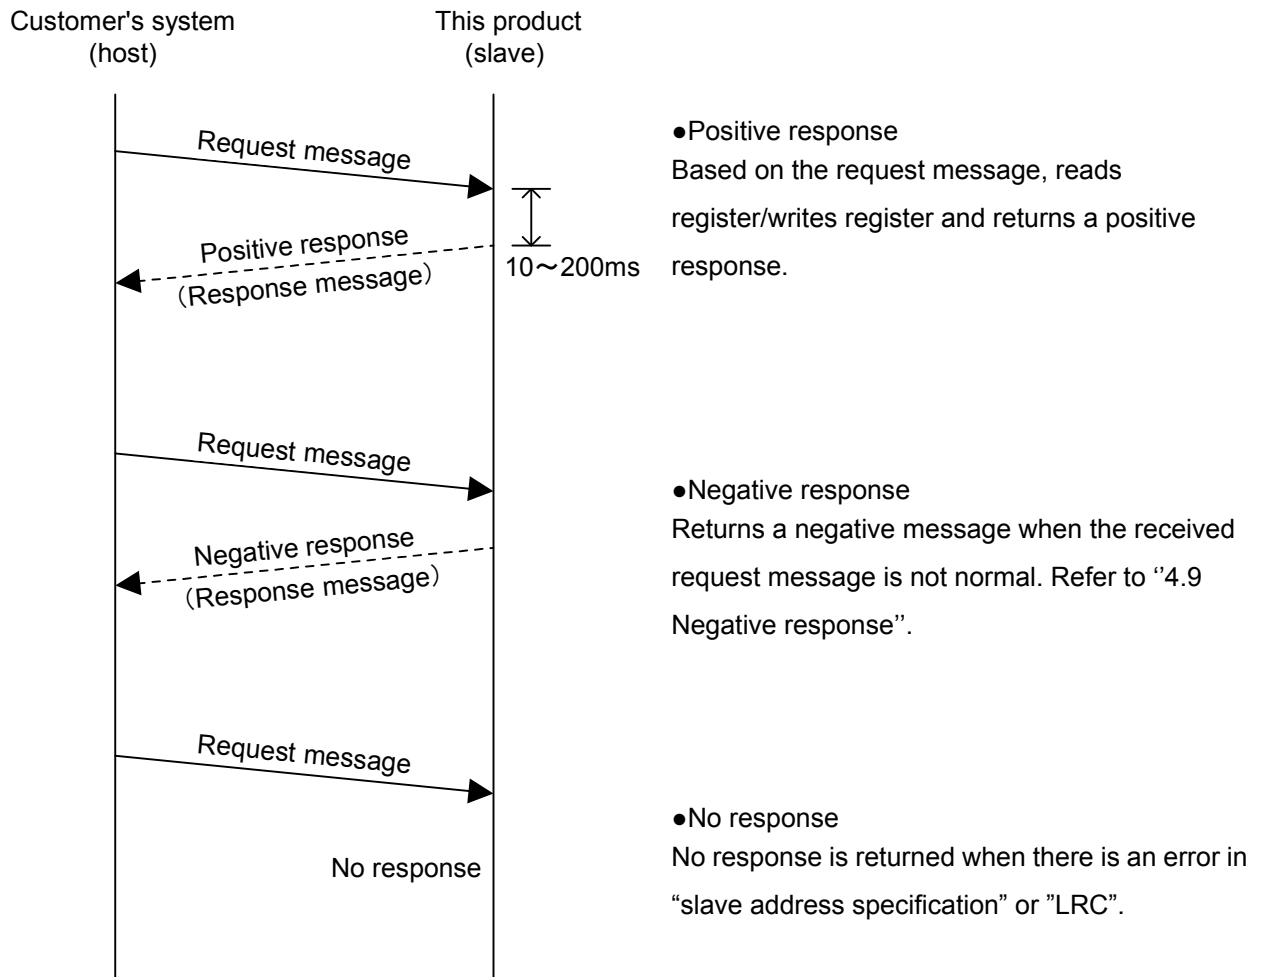 Customer's system
(host)
This product
(slave)
Request message
Positive response
（Response message）
10～200ms
●Positive response
Based on the request message, reads
register/writes register and returns a positive
response.
Request message
Negative response
（Response message）
●Negative response
Returns a negative message when the received
request message is not normal. Refer to ‘’4.9
Negative response’’.
Request message
No response
●No response
No response is returned when there is an error in
“slave address specification” or ”LRC”.